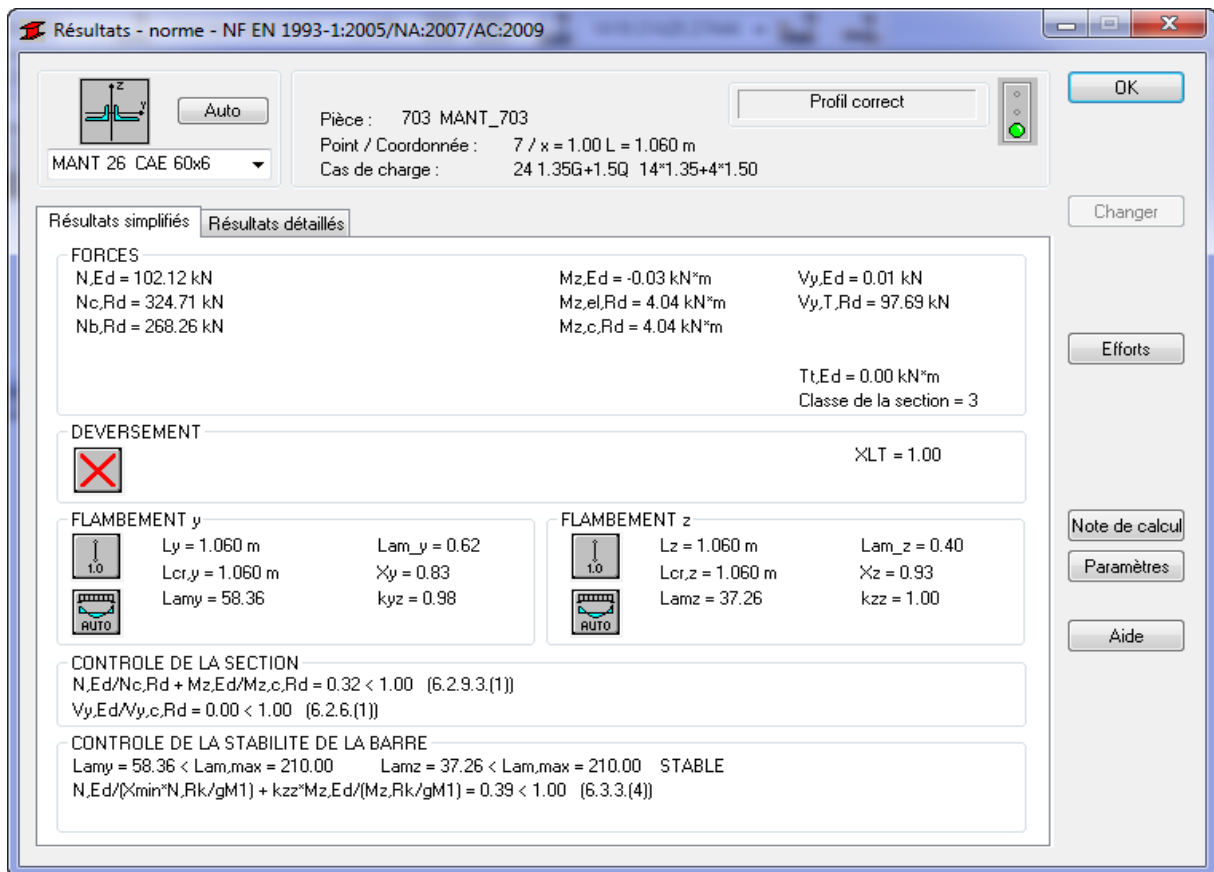 Résultats - norme - NF EN 1993-1:2005/NA:2007/AC:2009
z
y
Auto
MANT 26 CAE 60x6
Pièce : 703 MANT_703
Point / Coordonnée : 7 / x = 1.00 L = 1.060 m
Cas de charge : 24 1.35G+1.5Q 14*1.35+4*1.50
Profil correct
OK
Changer
Efforts
Note de calcul
Paramètres
Aide
Résultats simplifiés Résultats détaillés
FORCES
N,Ed = 102.12 kN Mz,Ed = -0.03 kN*m Vy,Ed = 0.01 kN
Nc,Rd = 324.71 kN Mz,el,Rd = 4.04 kN*m Vy,T,Rd = 97.69 kN
Nb,Rd = 268.26 kN Mz,c,Rd = 4.04 kN*m
Tt,Ed = 0.00 kN*m
Classe de la section = 3
DEVERSEMENT
XLT = 1.00
FLAMBEMENT y
1.0
Ly = 1.060 m Lam_y = 0.62
Lcr,y = 1.060 m Xy = 0.83
Lamy = 58.36 kyz = 0.98
AUTO
FLAMBEMENT z
1.0
Lz = 1.060 m Lam_z = 0.40
Lcr,z = 1.060 m Xz = 0.93
Lamz = 37.26 kzz = 1.00
AUTO
CONTROLE DE LA SECTION
N,Ed/Nc,Rd + Mz,Ed/Mz,c,Rd = 0.32 < 1.00 (6.2.9.3.(1))
Vy,Ed/Vy,c,Rd = 0.00 < 1.00 (6.2.6.(1))
CONTROLE DE LA STABILITE DE LA BARRE
Lamy = 58.36 < Lam,max = 210.00 Lamz = 37.26 < Lam,max = 210.00 STABLE
N,Ed/(Xmin*N,Rk/gM1) + kzz*Mz,Ed/(Mz,Rk/gM1) = 0.39 < 1.00 (6.3.3.(4))